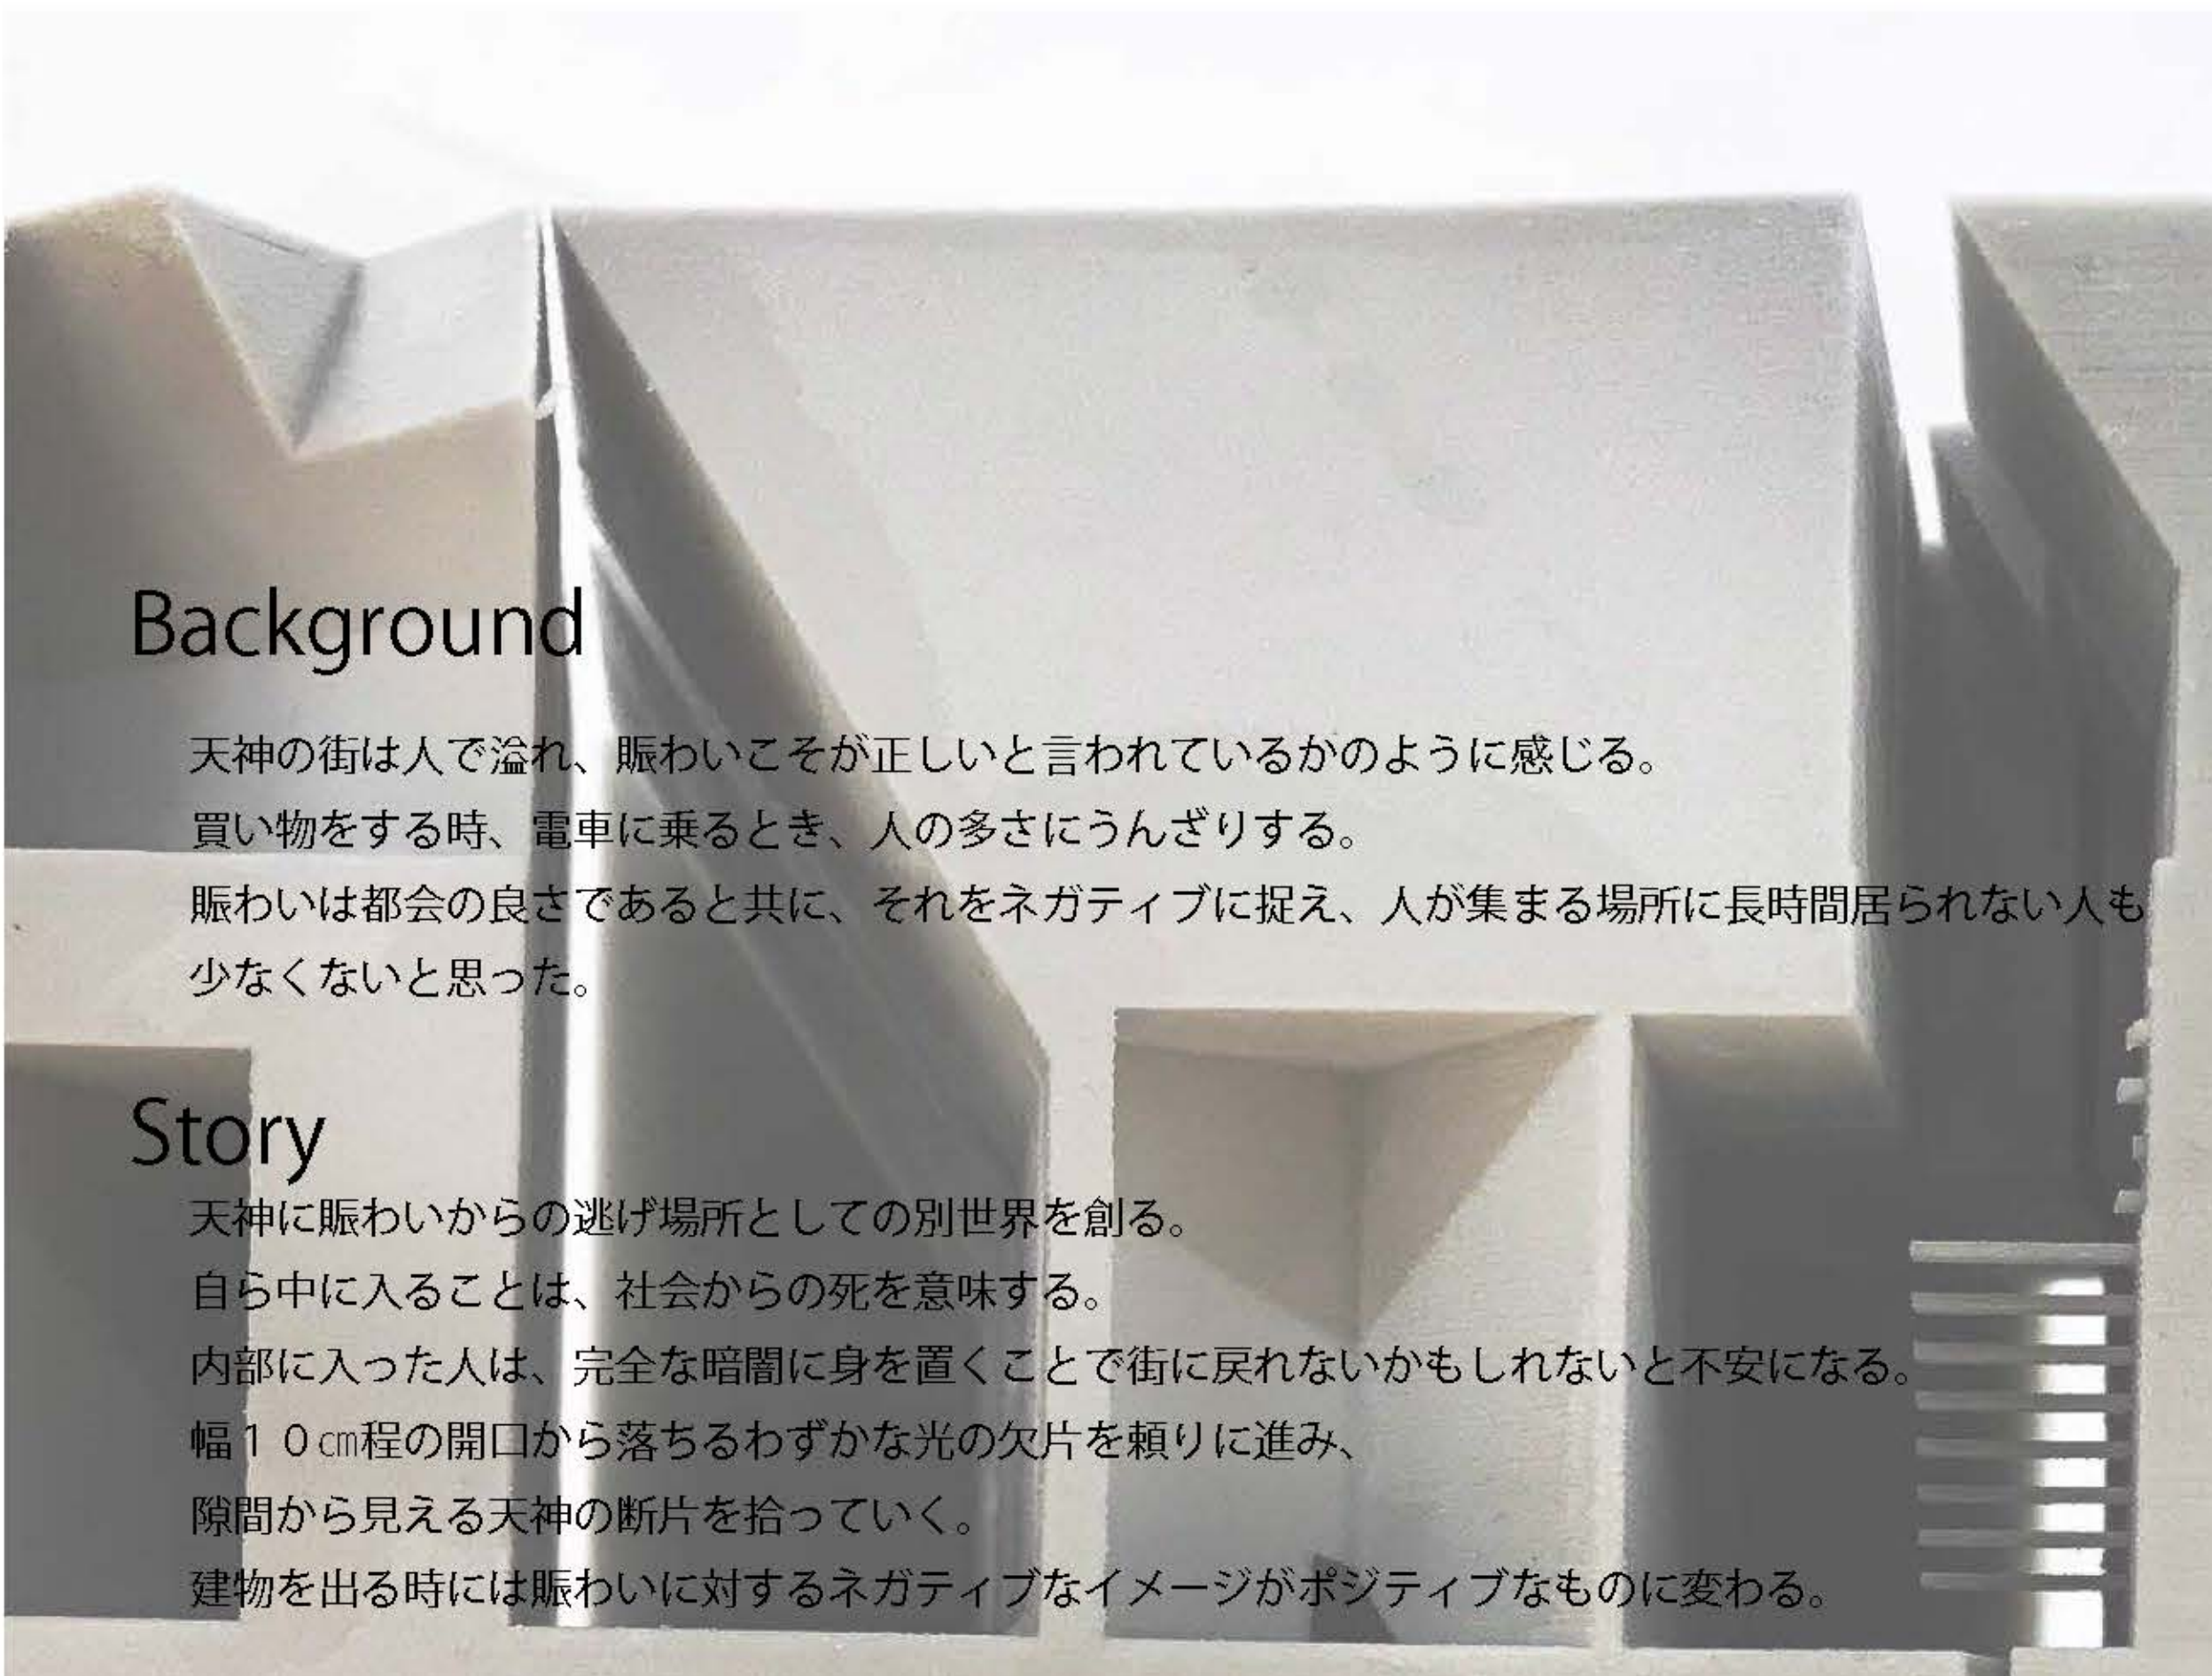 Background
天神の街は人で溢れ、賑わいこそが正しいと言われているかのように感じる。
買い物をする時、電車に乗るとき、人の多さにうんざりする。
賑わいは都会の良さであると共に、それをネガティブに捉え、人が集まる場所に長時間居られない人も
少なくないと思った。
Story
天神に賑わいからの逃げ場所としての別世界を創る。
自ら中に入ることは、社会からの死を意味する。
内部に入った人は、完全な暗闇に身を置くことで街に戻れないかもしれないと不安になる。
幅１０㎝程の開口から落ちるわずかな光の欠片を頼りに進み、
隙間から見える天神の断片を拾っていく。
建物を出る時には賑わいに対するネガティブなイメージがポジティブなものに変わる。